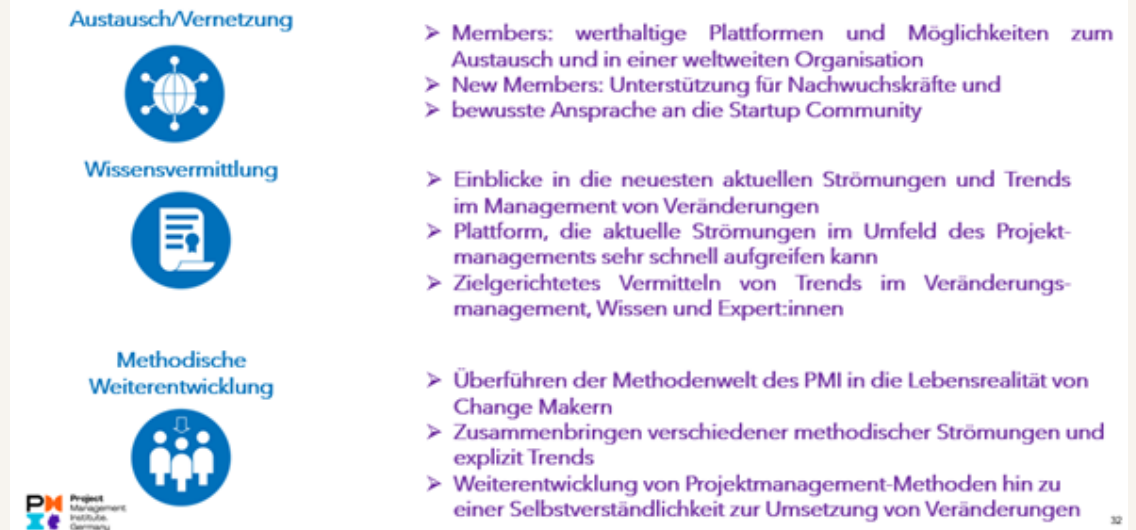 Austausch/Vernetzung
➢ Members: werthaltige Plattformen und Möglichkeiten zum
Austausch und in einer weltweiten Organisation
➢ New Members: Unterstützung für Nachwuchskräfte und
➢ bewusste Ansprache an die Startup Community
Wissensvermittlung
➢ Einblicke in die neuesten aktuellen Strömungen und Trends
im Management von Veränderungen
➢ Plattform, die aktuelle Strömungen im Umfeld des Projekt-
managements sehr schnell aufgreifen kann
➢ Zielgerichtetes Vermitteln von Trends im Veränderungs-
management, Wissen und Expert:innen
Methodische
Weiterentwicklung
➢ Überführen der Methodenwelt des PMI in die Lebensrealität von
Change Makern
➢ Zusammenbringen verschiedener methodischer Strömungen und
explizit Trends
➢ Weiterentwicklung von Projektmanagement-Methoden hin zu
einer Selbstverständlichkeit zur Umsetzung von Veränderungen
Project
Management
Institute.
Germany
32